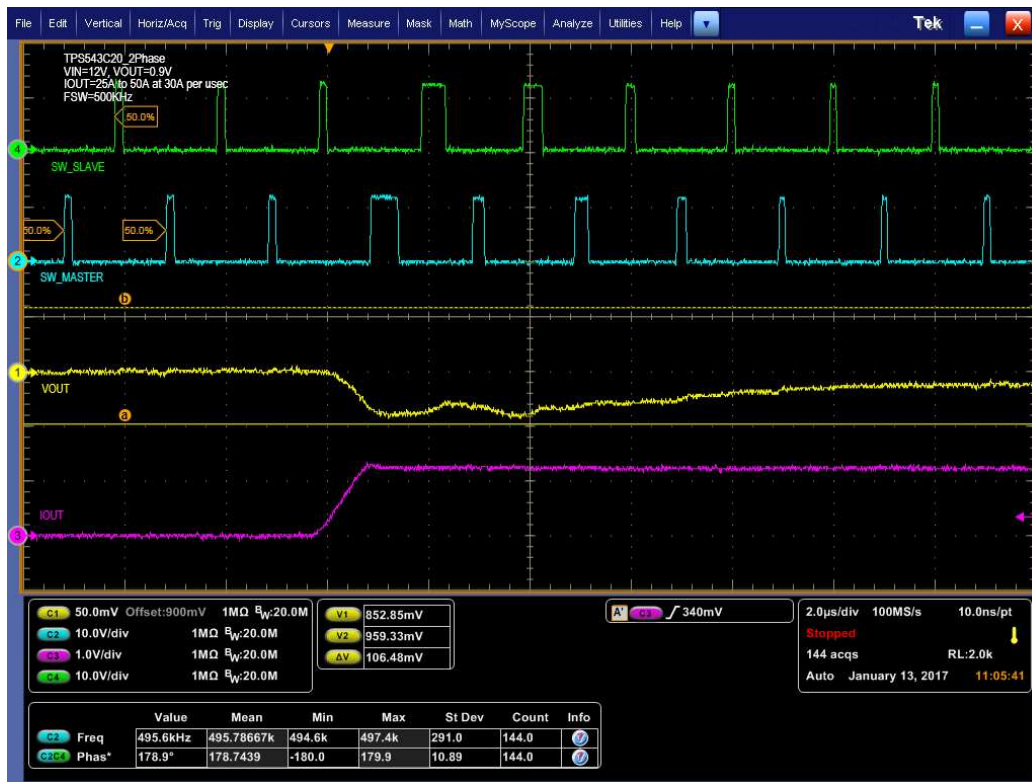 File Edit Vertical Horiz/Acq Trig Display Cursors Measure Mask Math MyScope Analyze Utilities Help Tek X
TPS543C20_2Phase
VIN=12V, VOUT=0.9V
IOUT=25A to 50A at 30A per usec
FSW=500KHz
50.0%
4
SW_SLAVE
50.0% 50.0%
2
SW_MASTER
b
1
VOUT
a
IOUT
3
C1 50.0mV Offset:900mV 1MΩ BW:20.0M
C2 10.0V/div 1MΩ BW:20.0M
C3 1.0V/div 1MΩ BW:20.0M
C4 10.0V/div 1MΩ BW:20.0M
V1 852.85mV
V2 959.33mV
ΔV 106.48mV
A' C3 340mV
2.0µs/div 100MS/s 10.0ns/pt
Stopped
144 acqs RL:2.0k
Auto January 13, 2017 11:05:41
Value Mean Min Max St Dev Count Info
C2 Freq 495.6kHz 495.78667k 494.6k 497.4k 291.0 144.0
C2C4 Phas* 178.9° 178.7439 -180.0 179.9 10.89 144.0